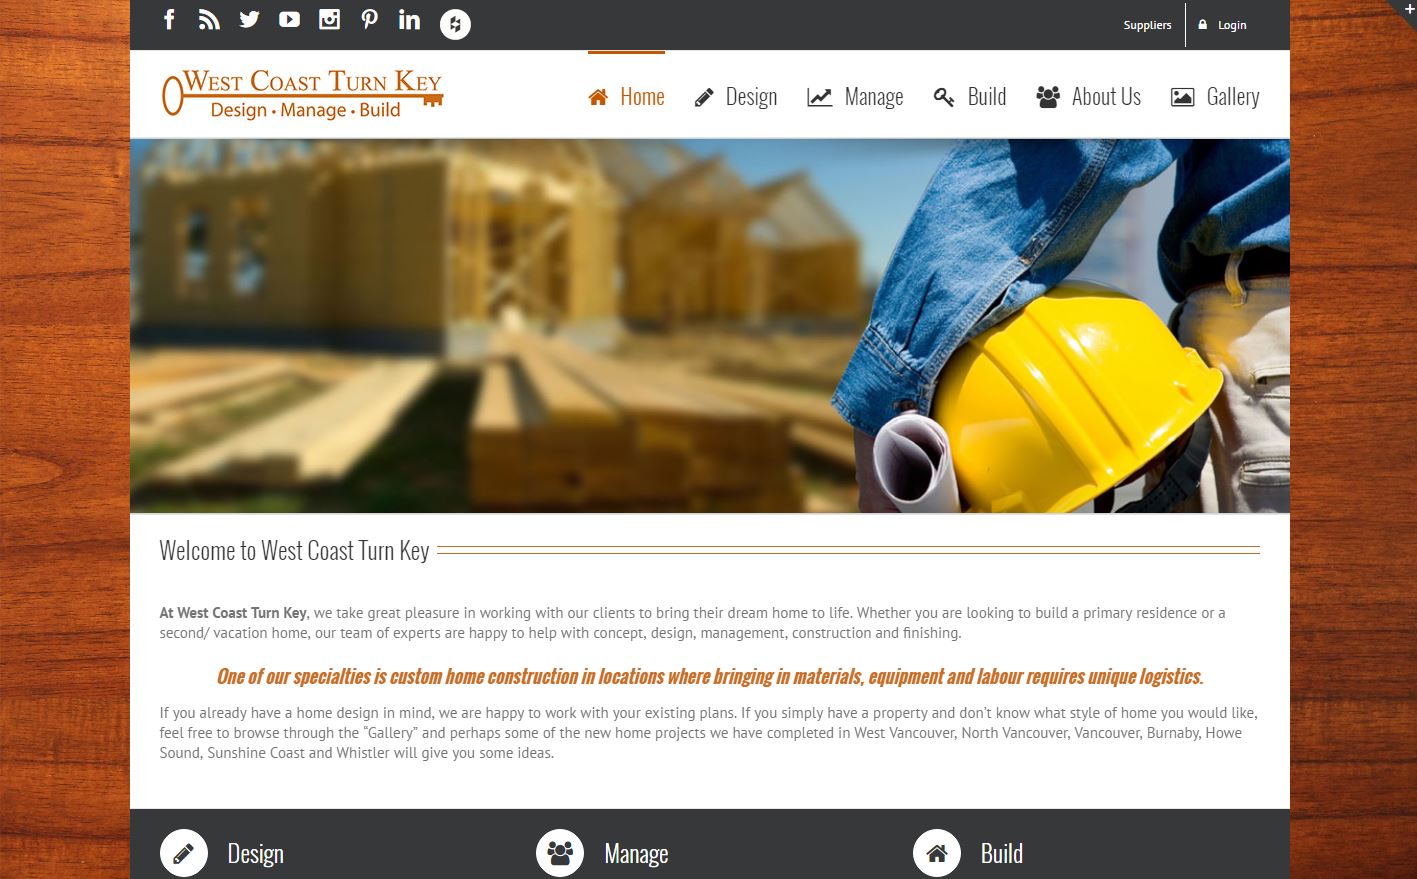 Suppliers
Login
WEST COAST TURN KEY
Design • Manage • Build
Home
Design
Manage
Build
About Us
Gallery
Welcome to West Coast Turn Key
At West Coast Turn Key, we take great pleasure in working with our clients to bring their dream home to life. Whether you are looking to build a primary residence or a
second/ vacation home, our team of experts are happy to help with concept, design, management, construction and finishing.
One of our specialties is custom home construction in locations where bringing in materials, equipment and labour requires unique logistics.
If you already have a home design in mind, we are happy to work with your existing plans. If you simply have a property and don’t know what style of home you would like,
feel free to browse through the “Gallery” and perhaps some of the new home projects we have completed in West Vancouver, North Vancouver, Vancouver, Burnaby, Howe
Sound, Sunshine Coast and Whistler will give you some ideas.
Design
Manage
Build